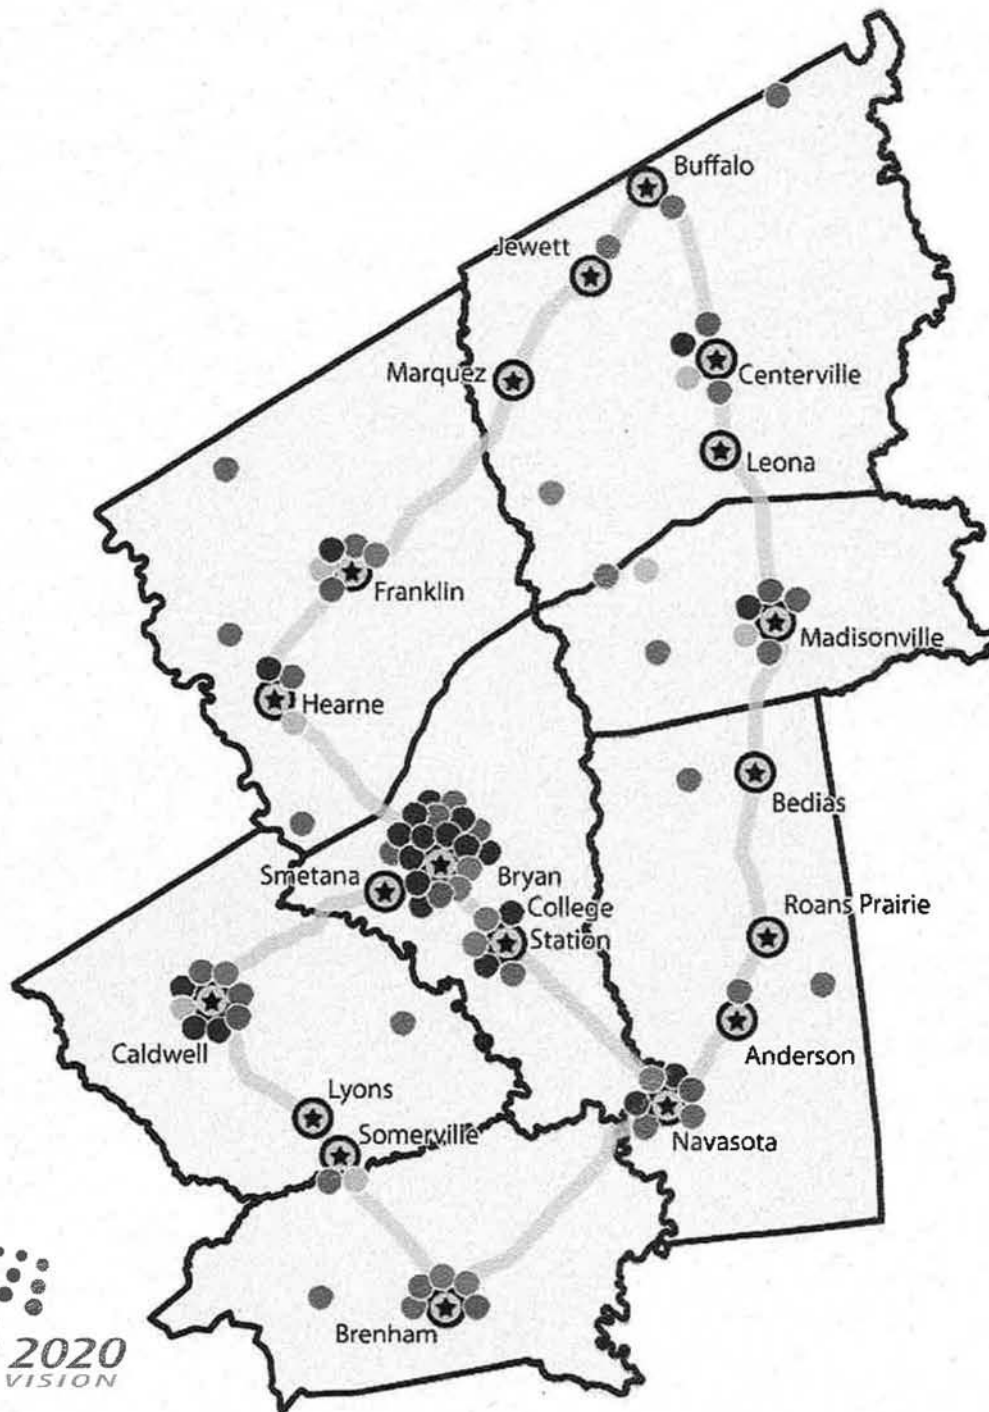 Buffalo
Jewett
Marquez
Centerville
Leona
Franklin
Madisonville
Hearne
Bedias
Smetana
Bryan
College
Station
Roans Prairie
Caldwell
Anderson
Lyons
Somerville
Navasota
Brenham
2020
VISION